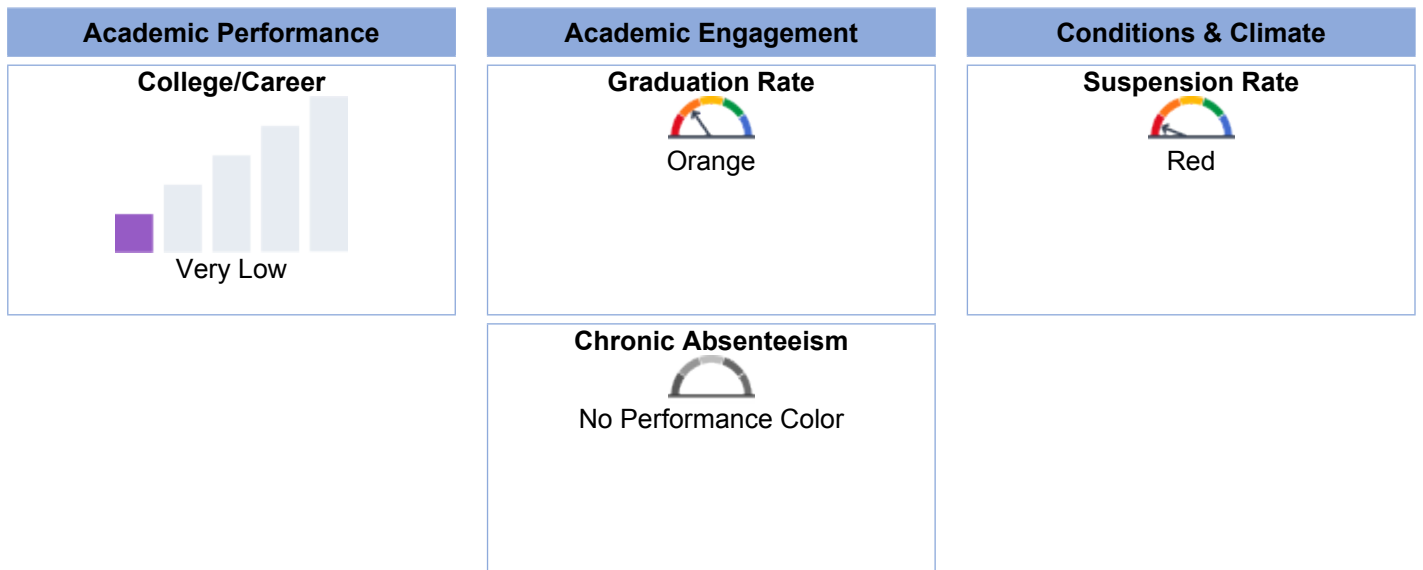 Academic Performance
College/Career
Very Low
Academic Engagement
Graduation Rate
Orange
Chronic Absenteeism
No Performance Color
Conditions & Climate
Suspension Rate
Red